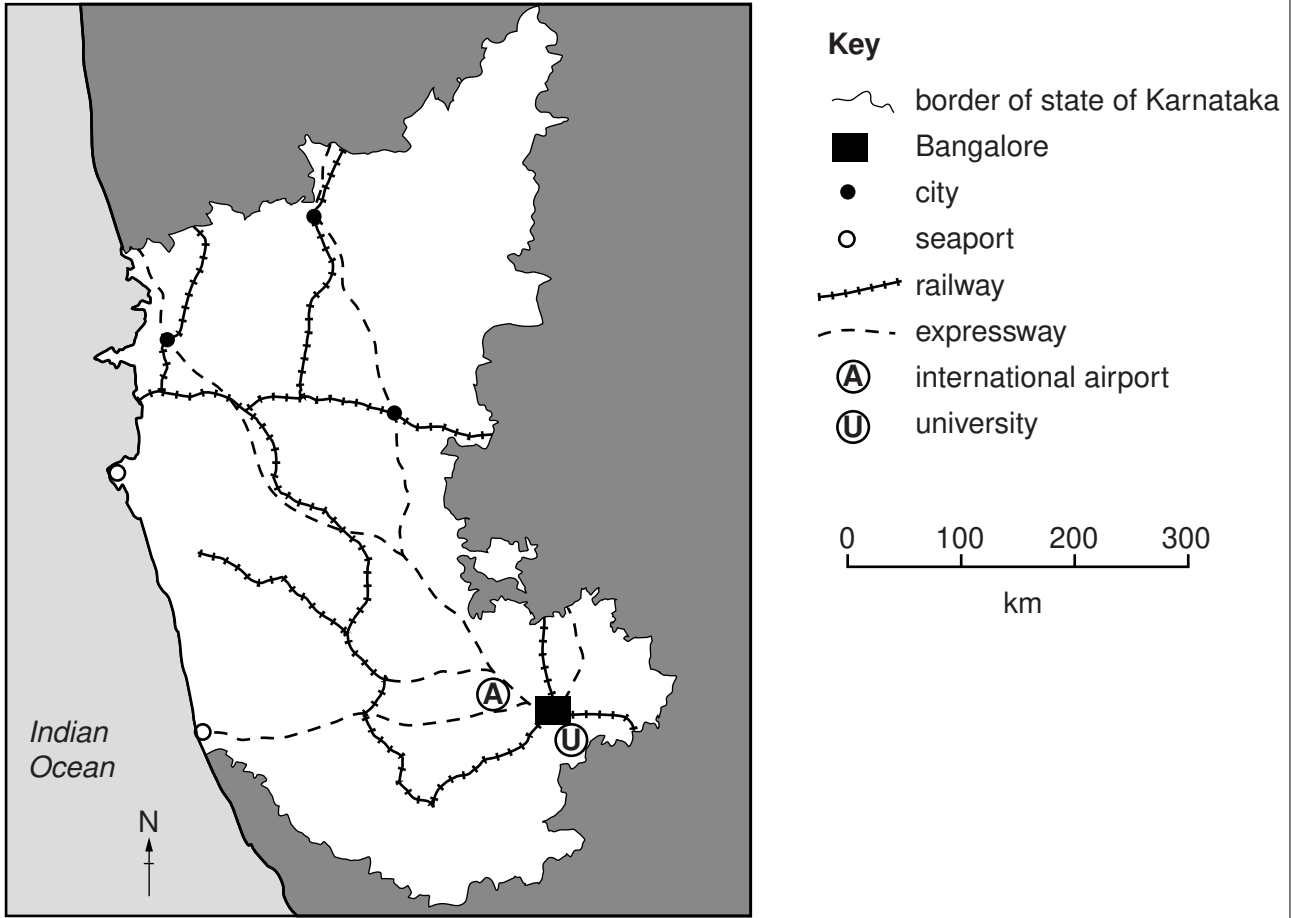 Key
border of state of Karnataka
Bangalore
city
seaport
railway
expressway
A international airport
U university
0 100 200 300
km
A
U
Indian
Ocean
N